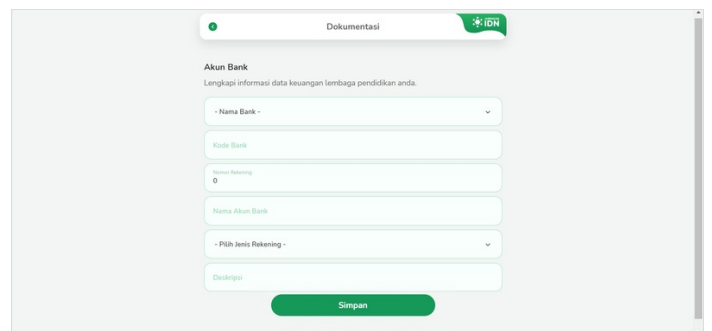 Dokumentasi
IDN
Akun Bank
Lengkapi informasi data keuangan lembaga pendidikan anda.
- Nama Bank -
Kode Bank
Nomor Rekening
0
Nama Akun Bank
- Pilih Jenis Rekening -
Deskripsi
Simpan